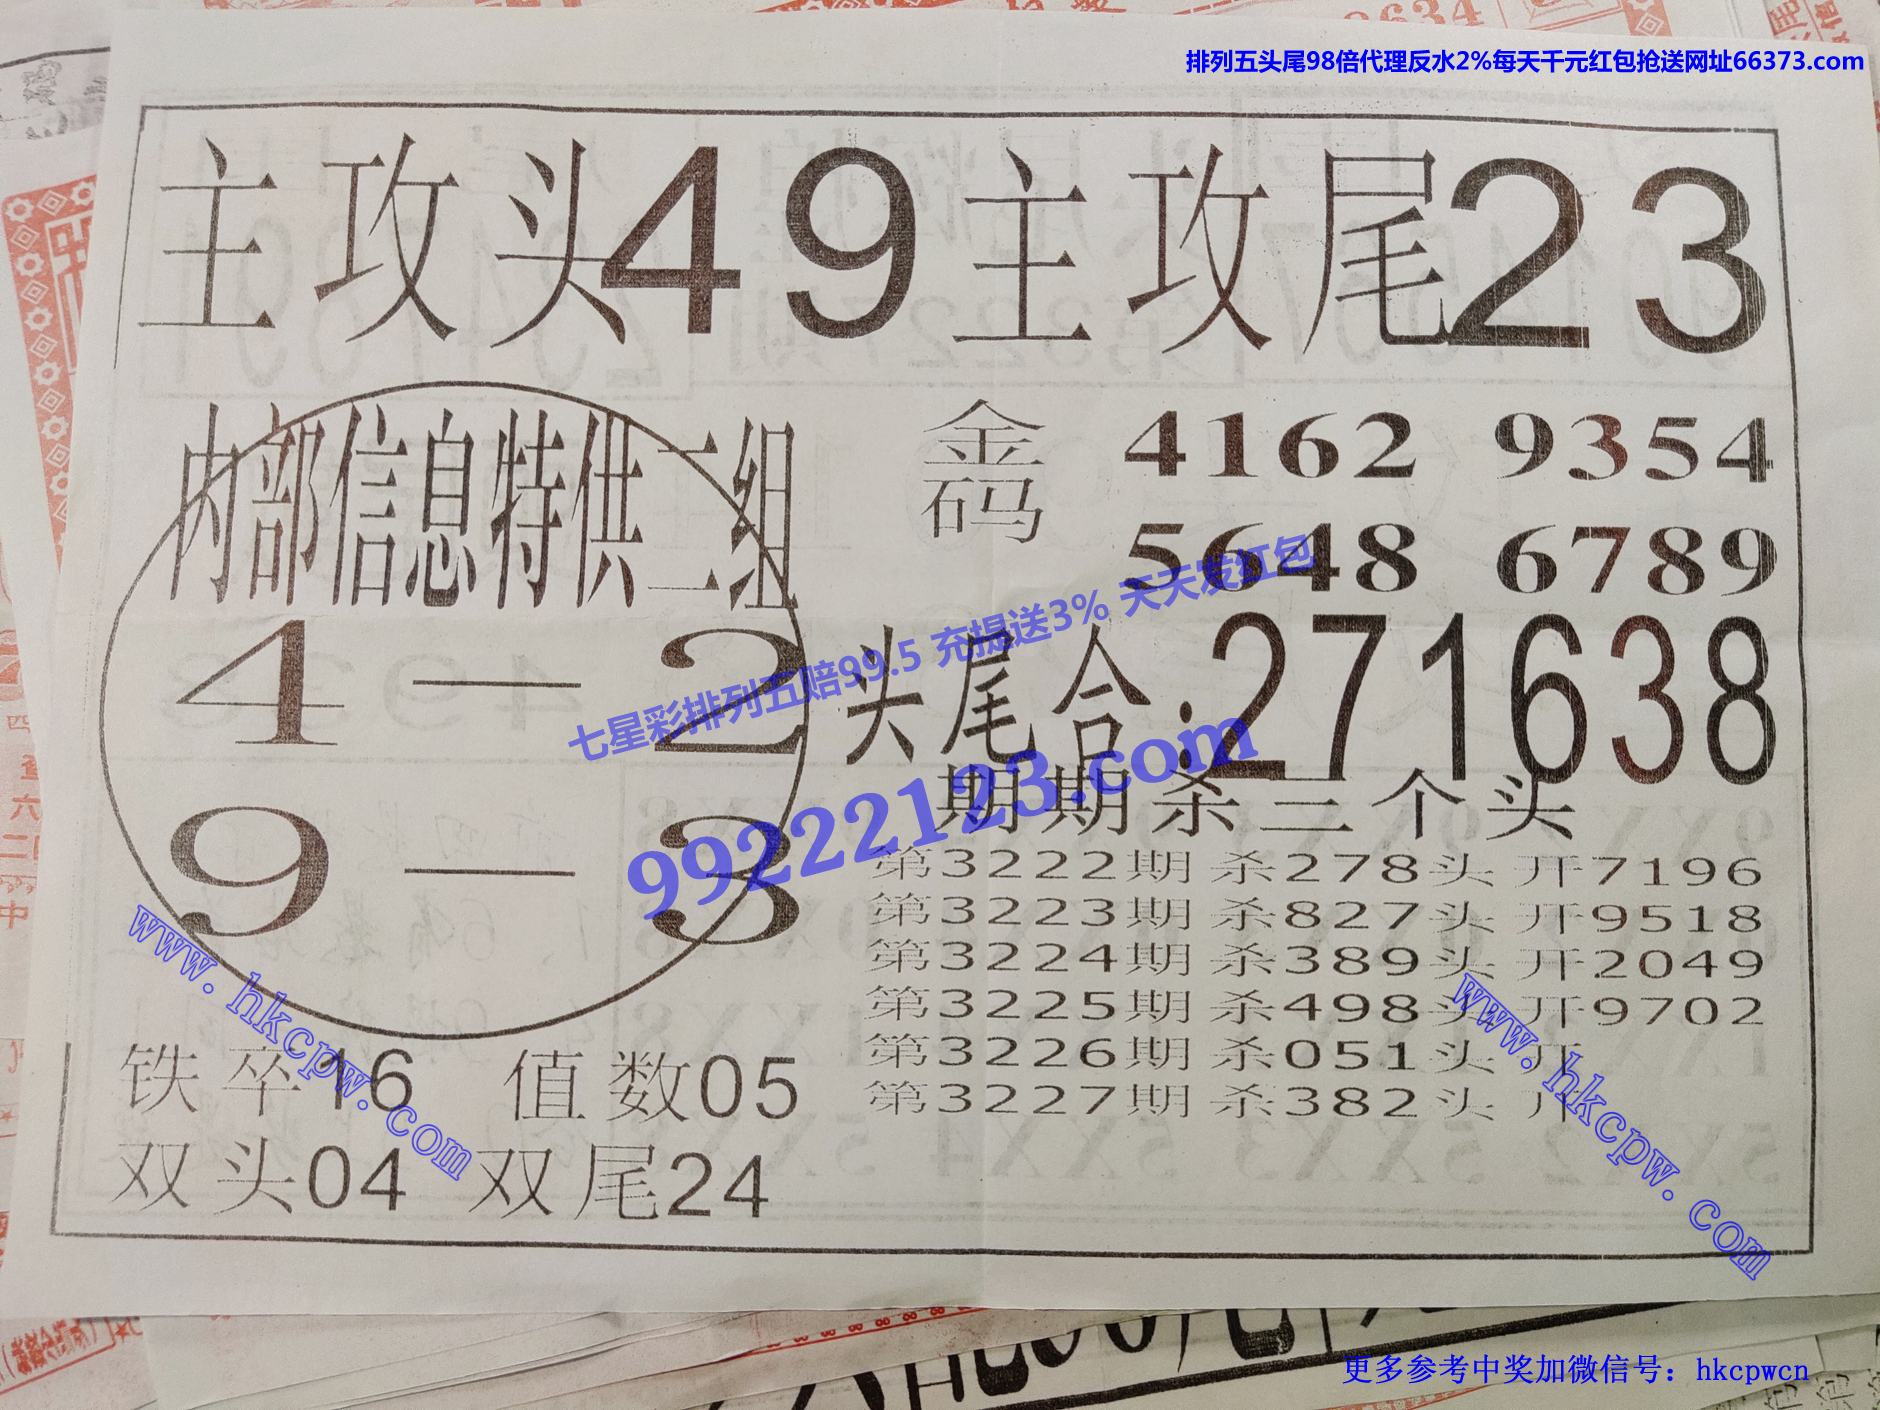 排列五头尾98倍代理反水2%每天千元红包抢送网址66373.com
主攻头49主攻尾23
内部信息特供二组
4—2
9—3
金码
4162 9354
5648 6789
头尾合:271638
七星彩排列五赔99.5 充提送3% 天天发红包
99222123.com
期期杀三个头
第3222期杀278头开7196
第3223期杀827头开9518
第3224期杀389头开2049
第3225期杀498头开9702
第3226期杀051头开
第3227期杀382头开
www.hkcpw.com
www.hkcpw.com
铁卒16 值数05
双头04 双尾24
更多参考中奖加微信号：hkcpwcn